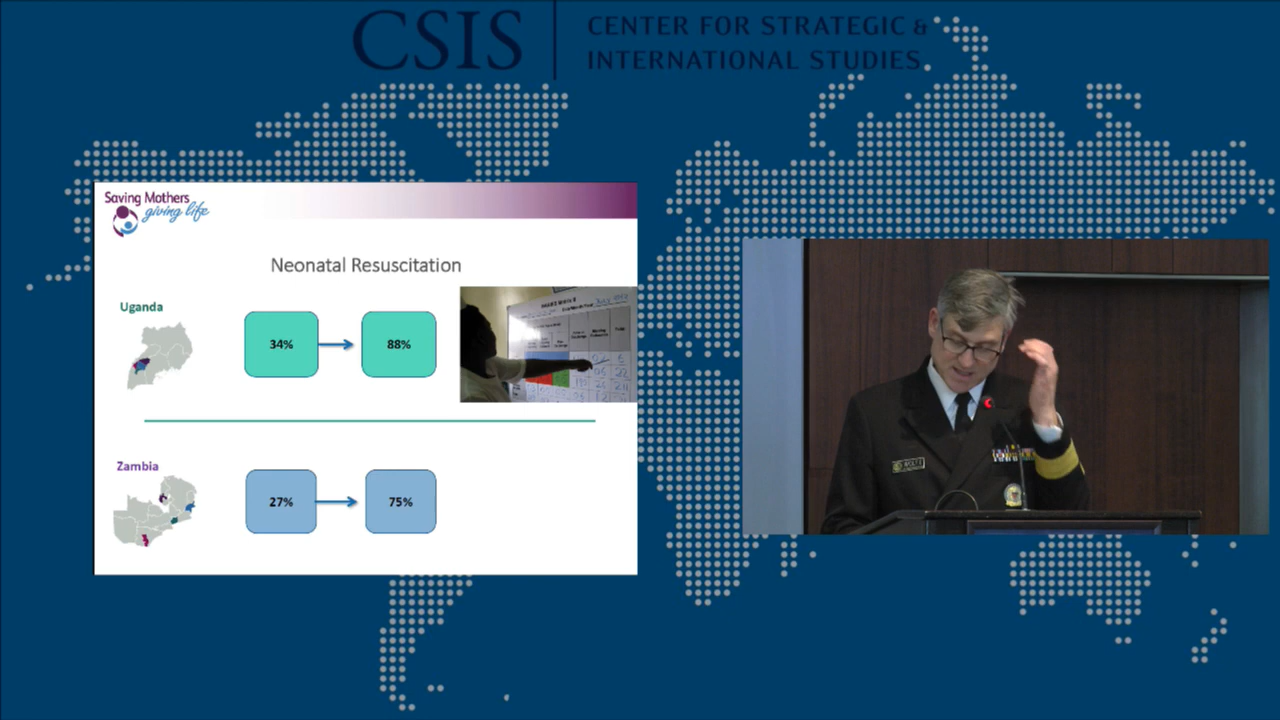 CSIS
CENTER FOR STRATEGIC &
INTERNATIONAL STUDIES
Saving Mothers
giving life
Neonatal Resuscitation
Uganda
34%
88%
Zambia
27%
75%